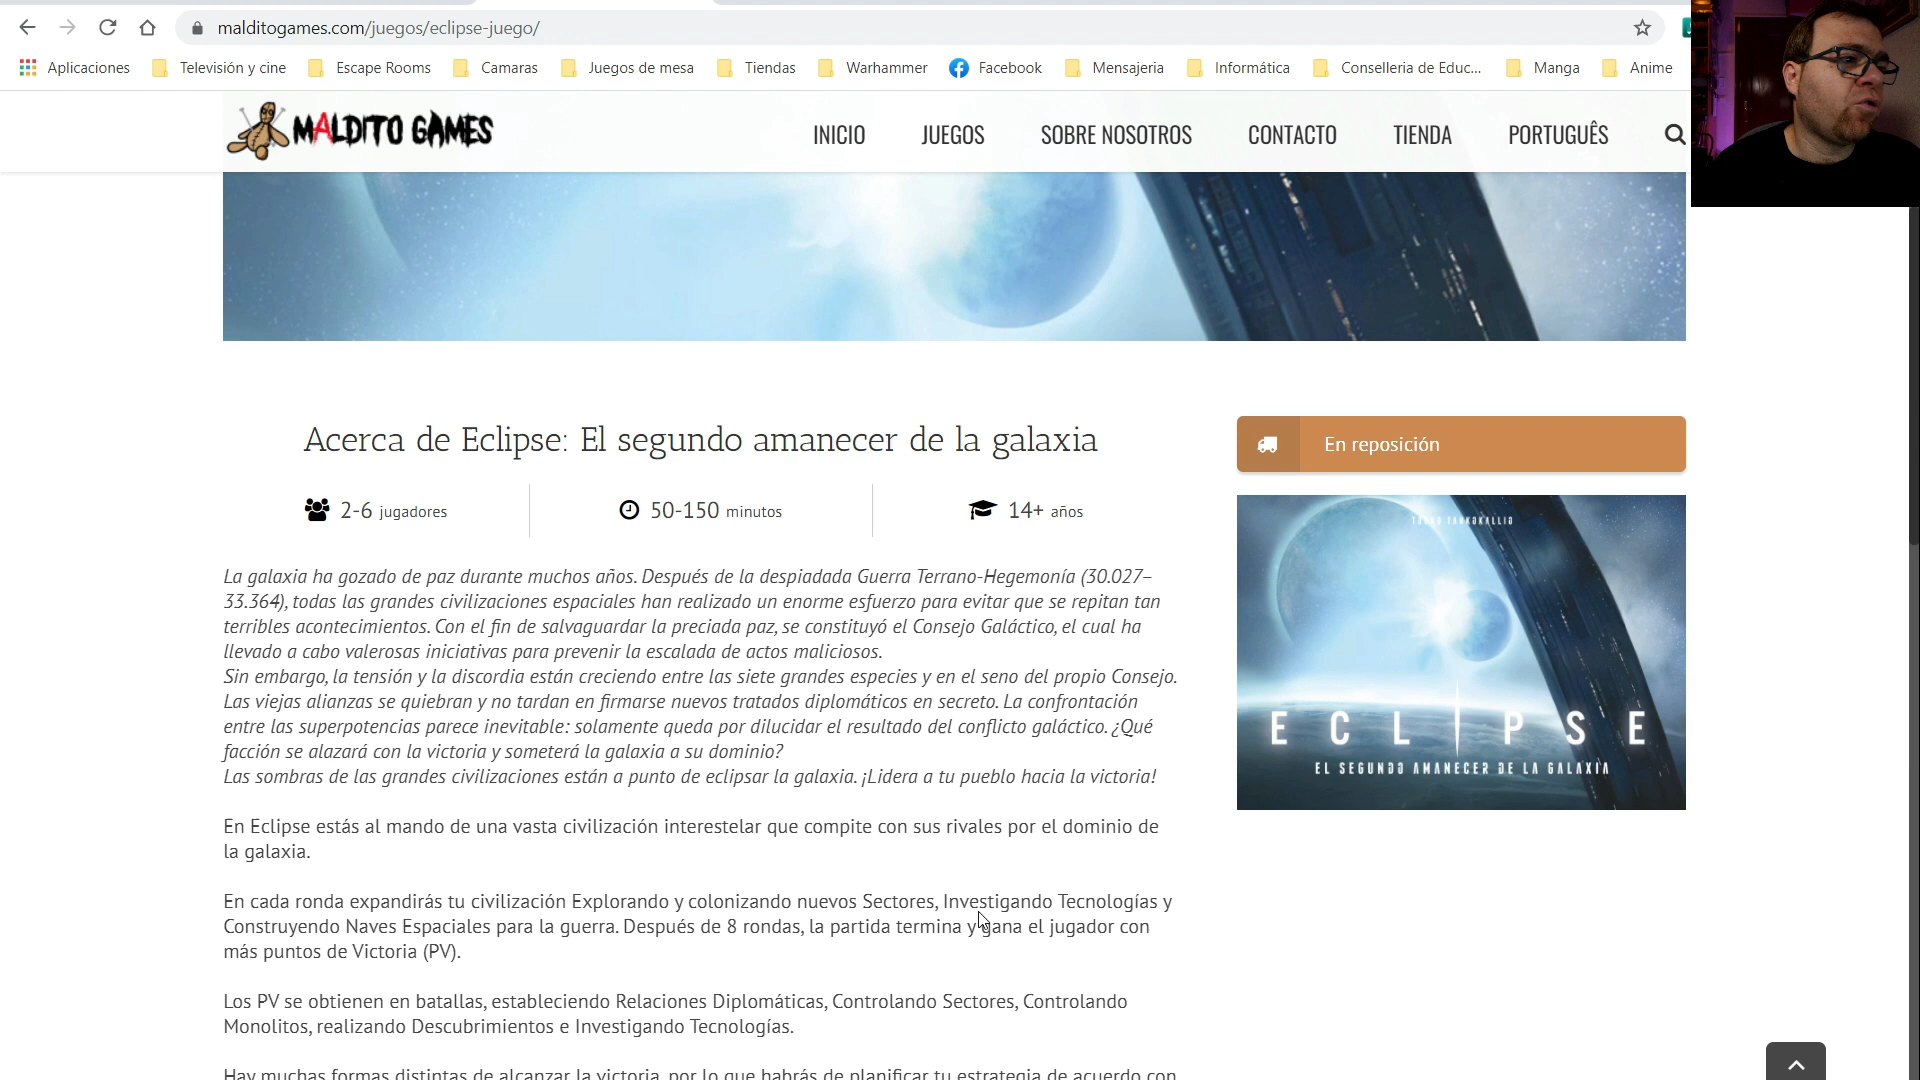 malditogames.com/juegos/eclipse-juego/
Aplicaciones Televisión y cine Escape Rooms Camaras Juegos de mesa Tiendas Warhammer Facebook Mensajeria Informática Conselleria de Educ... Manga Anime
MALDITO GAMES INICIO JUEGOS SOBRE NOSOTROS CONTACTO TIENDA PORTUGUÊS
Acerca de Eclipse: El segundo amanecer de la galaxia
2-6 jugadores 50-150 minutos 14+ años
La galaxia ha gozado de paz durante muchos años. Después de la despiadada Guerra Terrano-Hegemonía (30.027–
33.364), todas las grandes civilizaciones espaciales han realizado un enorme esfuerzo para evitar que se repitan tan
terribles acontecimientos. Con el fin de salvaguardar la preciada paz, se constituyó el Consejo Galáctico, el cual ha
llevado a cabo valerosas iniciativas para prevenir la escalada de actos maliciosos.
Sin embargo, la tensión y la discordia están creciendo entre las siete grandes especies y en el seno del propio Consejo.
Las viejas alianzas se quiebran y no tardan en firmarse nuevos tratados diplomáticos en secreto. La confrontación
entre las superpotencias parece inevitable: solamente queda por dilucidar el resultado del conflicto galáctico. ¿Qué
facción se alazará con la victoria y someterá la galaxia a su dominio?
Las sombras de las grandes civilizaciones están a punto de eclipsar la galaxia. ¡Lidera a tu pueblo hacia la victoria!
En Eclipse estás al mando de una vasta civilización interestelar que compite con sus rivales por el dominio de
la galaxia.
En cada ronda expandirás tu civilización Explorando y colonizando nuevos Sectores, Investigando Tecnologías y
Construyendo Naves Espaciales para la guerra. Después de 8 rondas, la partida termina y gana el jugador con
más puntos de Victoria (PV).
Los PV se obtienen en batallas, estableciendo Relaciones Diplomáticas, Controlando Sectores, Controlando
Monolitos, realizando Descubrimientos e Investigando Tecnologías.
Hay muchas formas distintas de alcanzar la victoria, por lo que habrás de planificar tu estrategia de acuerdo con
En reposición
ECLIPSE
EL SEGUNDO AMANECER DE LA GALAXIA